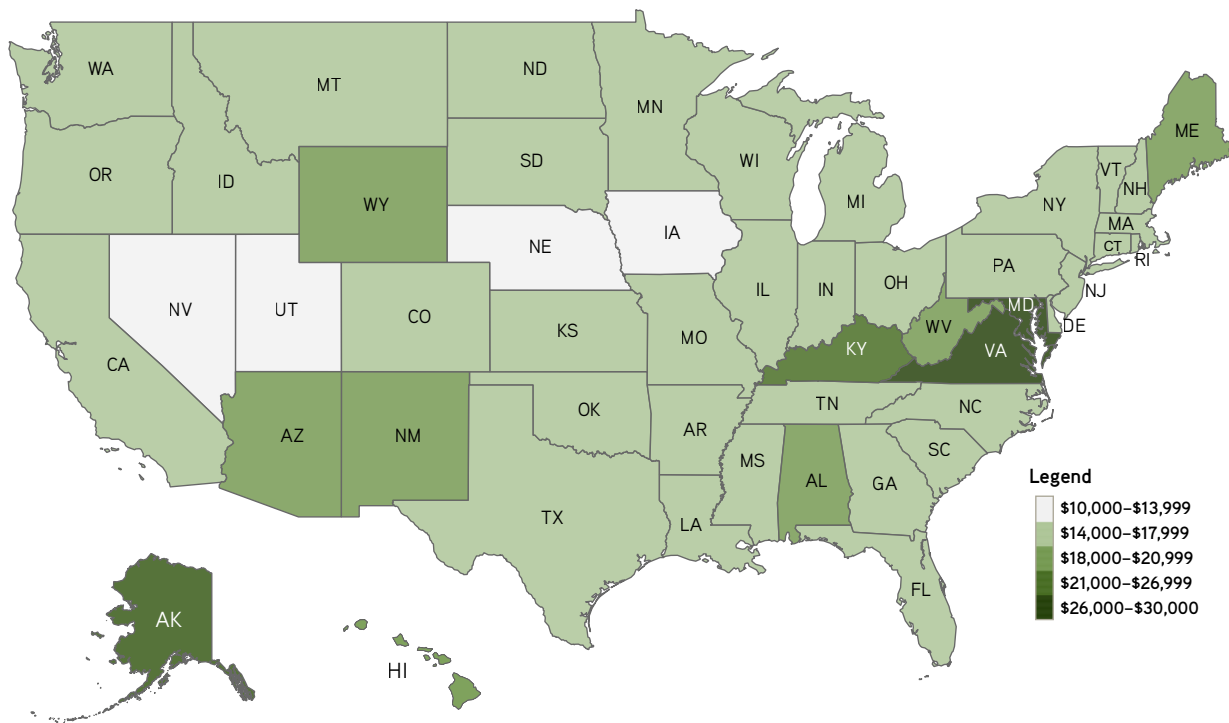 WA
MT
ND
MN
OR
ID
SD
WI
MI
WY
ME
VT
NH
NY
MA
CT
RI
NV
UT
NE
IA
PA
NJ
CA
CO
KS
MO
IL
IN
OH
WV
MD
DE
KY
VA
AZ
NM
OK
AR
TN
NC
TX
LA
MS
AL
GA
SC
FL
AK
HI
Legend
$10,000–$13,999
$14,000–$17,999
$18,000–$20,999
$21,000–$26,999
$26,000–$30,000